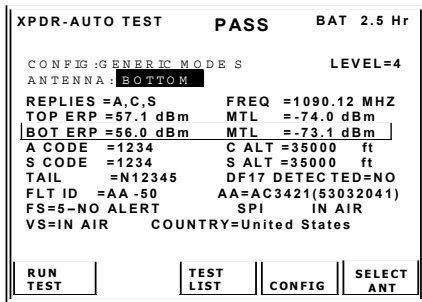 XPDR-AUTO TEST PASS BAT 2.5 Hr
CONFIG:GENERIC MODE S LEVEL=4
ANTENNA: BOTTOM
REPLIES =A,C,S FREQ =1090.12 MHZ
TOP ERP =57.1 dBm MTL =-74.0 dBm
BOT ERP =56.0 dBm MTL =-73.1 dBm
A CODE =1234 C ALT =35000 ft
S CODE =1234 S ALT =35000 ft
TAIL =N12345 DF17 DETECTED=NO
FLT ID =AA-50 AA=AC3421(53032041)
FS=5-NO ALERT SPI IN AIR
VS=IN AIR COUNTRY=United States
RUN TEST LIST CONFIG SELECT
TEST ANT